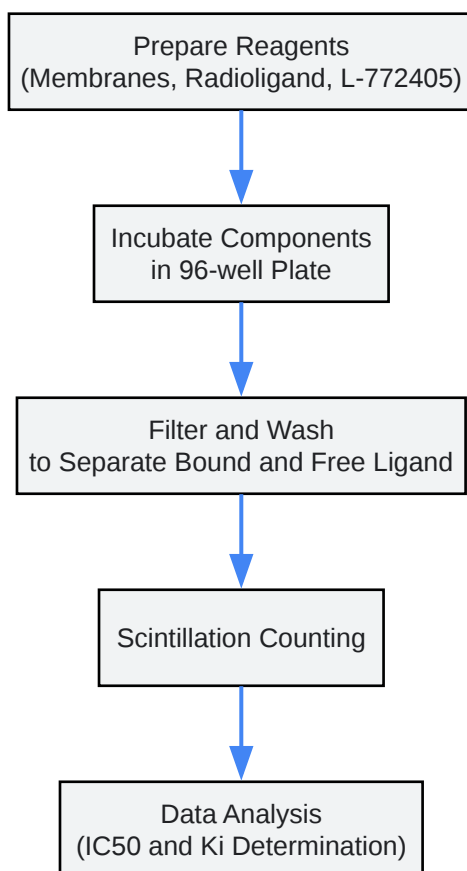 Prepare Reagents
(Membranes, Radioligand, L-772405)
Incubate Components
in 96-well Plate
Filter and Wash
to Separate Bound and Free Ligand
Scintillation Counting
Data Analysis
(IC50 and Ki Determination)